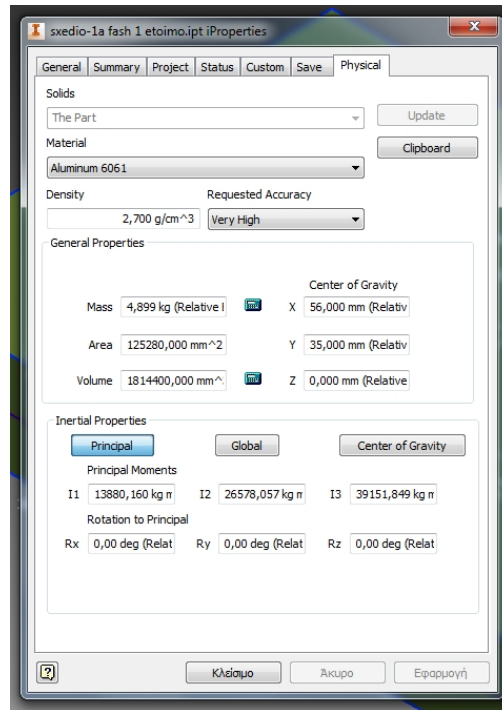 I sxedio-1a fash 1 etoimo.ipt iProperties
General Summary Project Status Custom Save Physical
Solids
The Part Update
Material Clipboard
Aluminum 6061
Density Requested Accuracy
2,700 g/cm^3 Very High
General Properties
Center of Gravity
Mass 4,899 kg (Relative I X 56,000 mm (Relativ
Area 125280,000 mm^2 Y 35,000 mm (Relativ
Volume 1814400,000 mm^ Z 0,000 mm (Relative
Inertial Properties
Principal Global Center of Gravity
Principal Moments
I1 13880,160 kg m I2 26578,057 kg m I3 39151,849 kg m
Rotation to Principal
Rx 0,00 deg (Relat Ry 0,00 deg (Relat Rz 0,00 deg (Relat
? Κλείσιμο Άκυρο Εφαρμογή